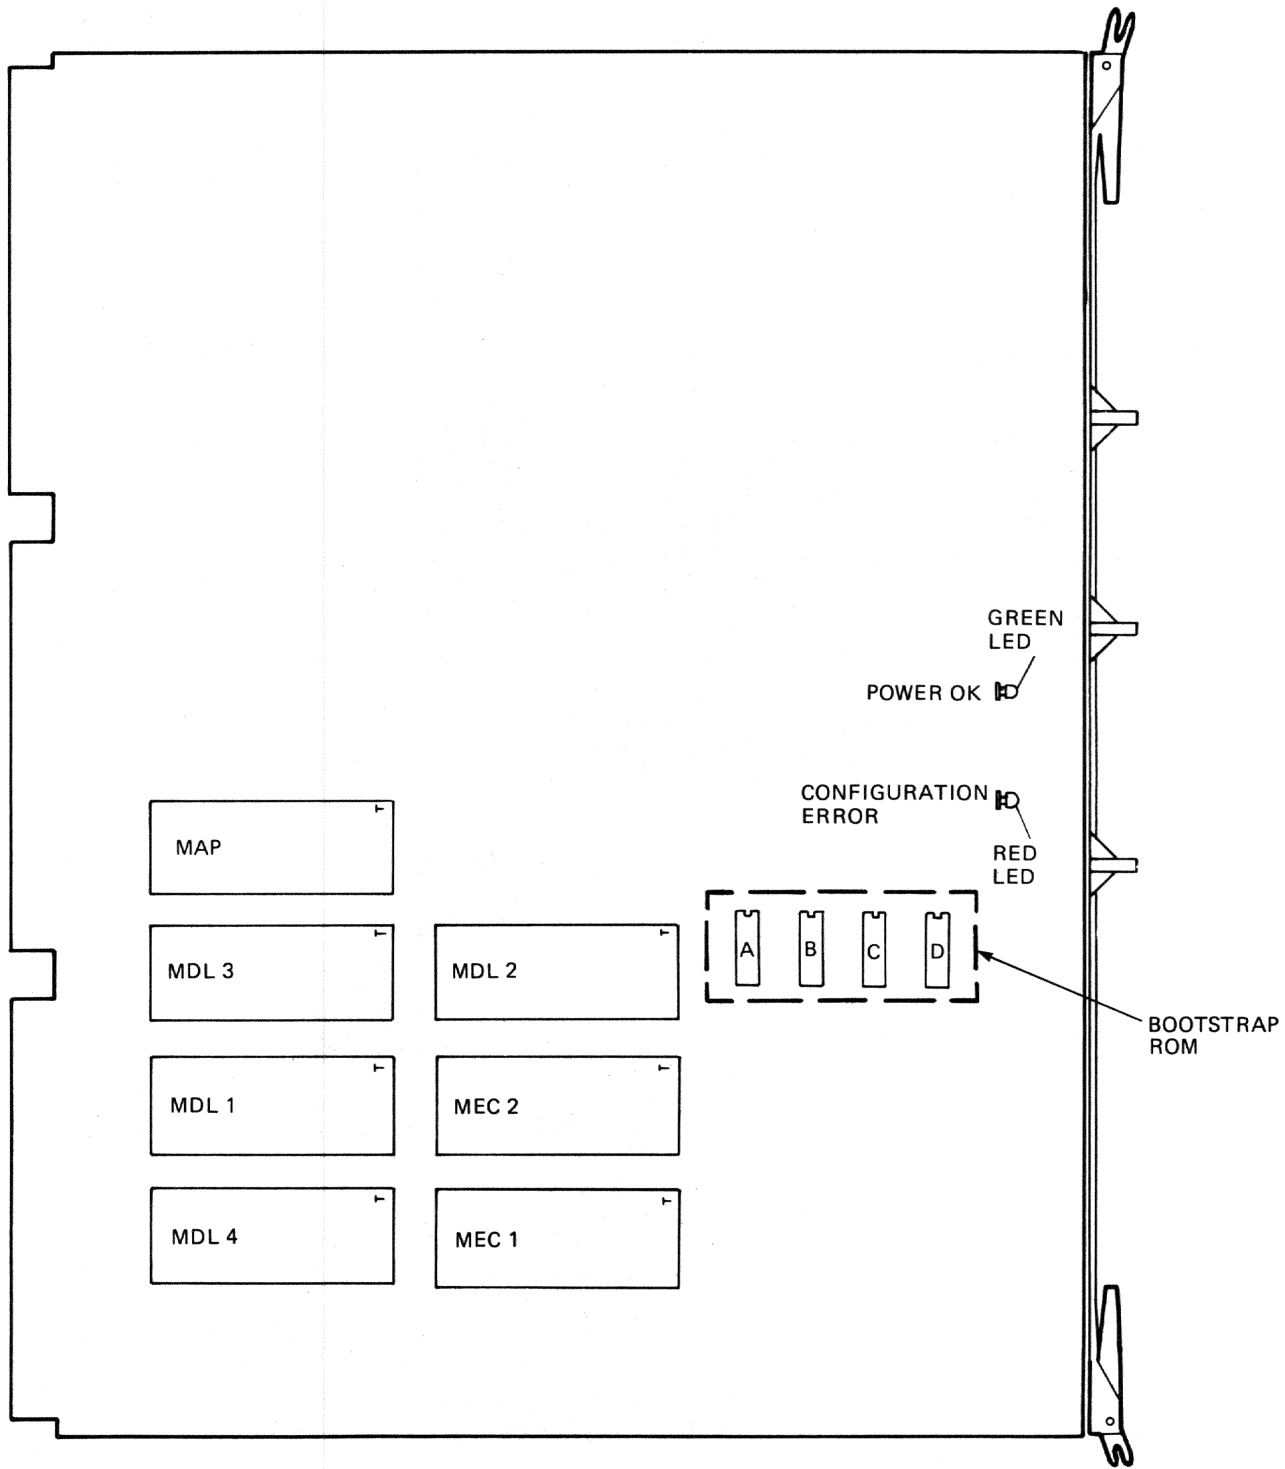 GREEN
LED
POWER OK
CONFIGURATION
ERROR
RED
LED
MAP
T
MDL 3
T
MDL 2
T
A
B
C
D
BOOTSTRAP
ROM
MDL 1
T
MEC 2
T
MDL 4
T
MEC 1
T